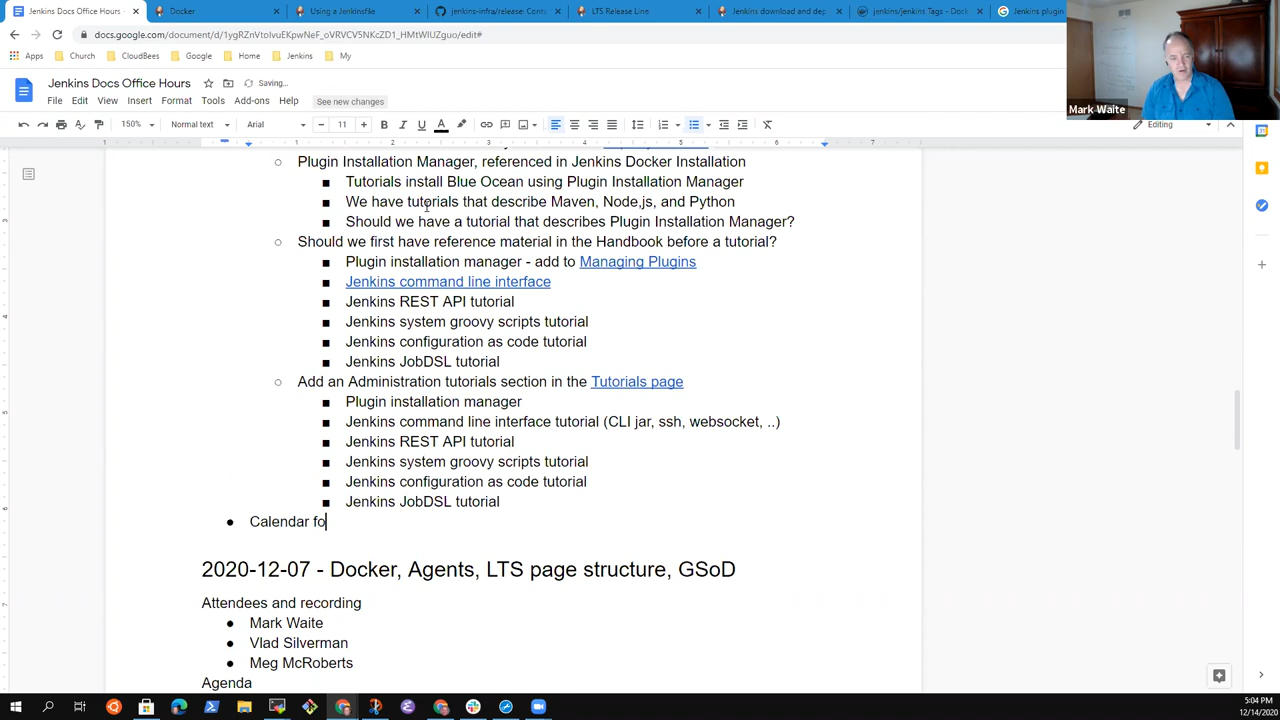 Jenkins Docs Office Hours
Docker
Using a Jenkinsfile
jenkins-infra/release: Conta
LTS Release Line
Jenkins download and dep
jenkins/jenkins Tags - Dock
Jenkins plugin
docs.google.com/document/d/1ygRZnVtoIvuEKpwNeF_oVRVCV5NKcZD1_HMtWIUZguo/edit#
Apps
Church
CloudBees
Google
Home
Jenkins
My
Mark Waite
Jenkins Docs Office Hours
Saving...
File Edit View Insert Format Tools Add-ons Help See new changes
150% Normal text Arial 11 Editing
Plugin Installation Manager, referenced in Jenkins Docker Installation
Tutorials install Blue Ocean using Plugin Installation Manager
We have tutorials that describe Maven, Node,js, and Python
Should we have a tutorial that describes Plugin Installation Manager?
Should we first have reference material in the Handbook before a tutorial?
Plugin installation manager - add to Managing Plugins
Jenkins command line interface
Jenkins REST API tutorial
Jenkins system groovy scripts tutorial
Jenkins configuration as code tutorial
Jenkins JobDSL tutorial
Add an Administration tutorials section in the Tutorials page
Plugin installation manager
Jenkins command line interface tutorial (CLI jar, ssh, websocket, ..)
Jenkins REST API tutorial
Jenkins system groovy scripts tutorial
Jenkins configuration as code tutorial
Jenkins JobDSL tutorial
Calendar fo
2020-12-07 - Docker, Agents, LTS page structure, GSoD
Attendees and recording
Mark Waite
Vlad Silverman
Meg McRoberts
Agenda
5:04 PM
12/14/2020